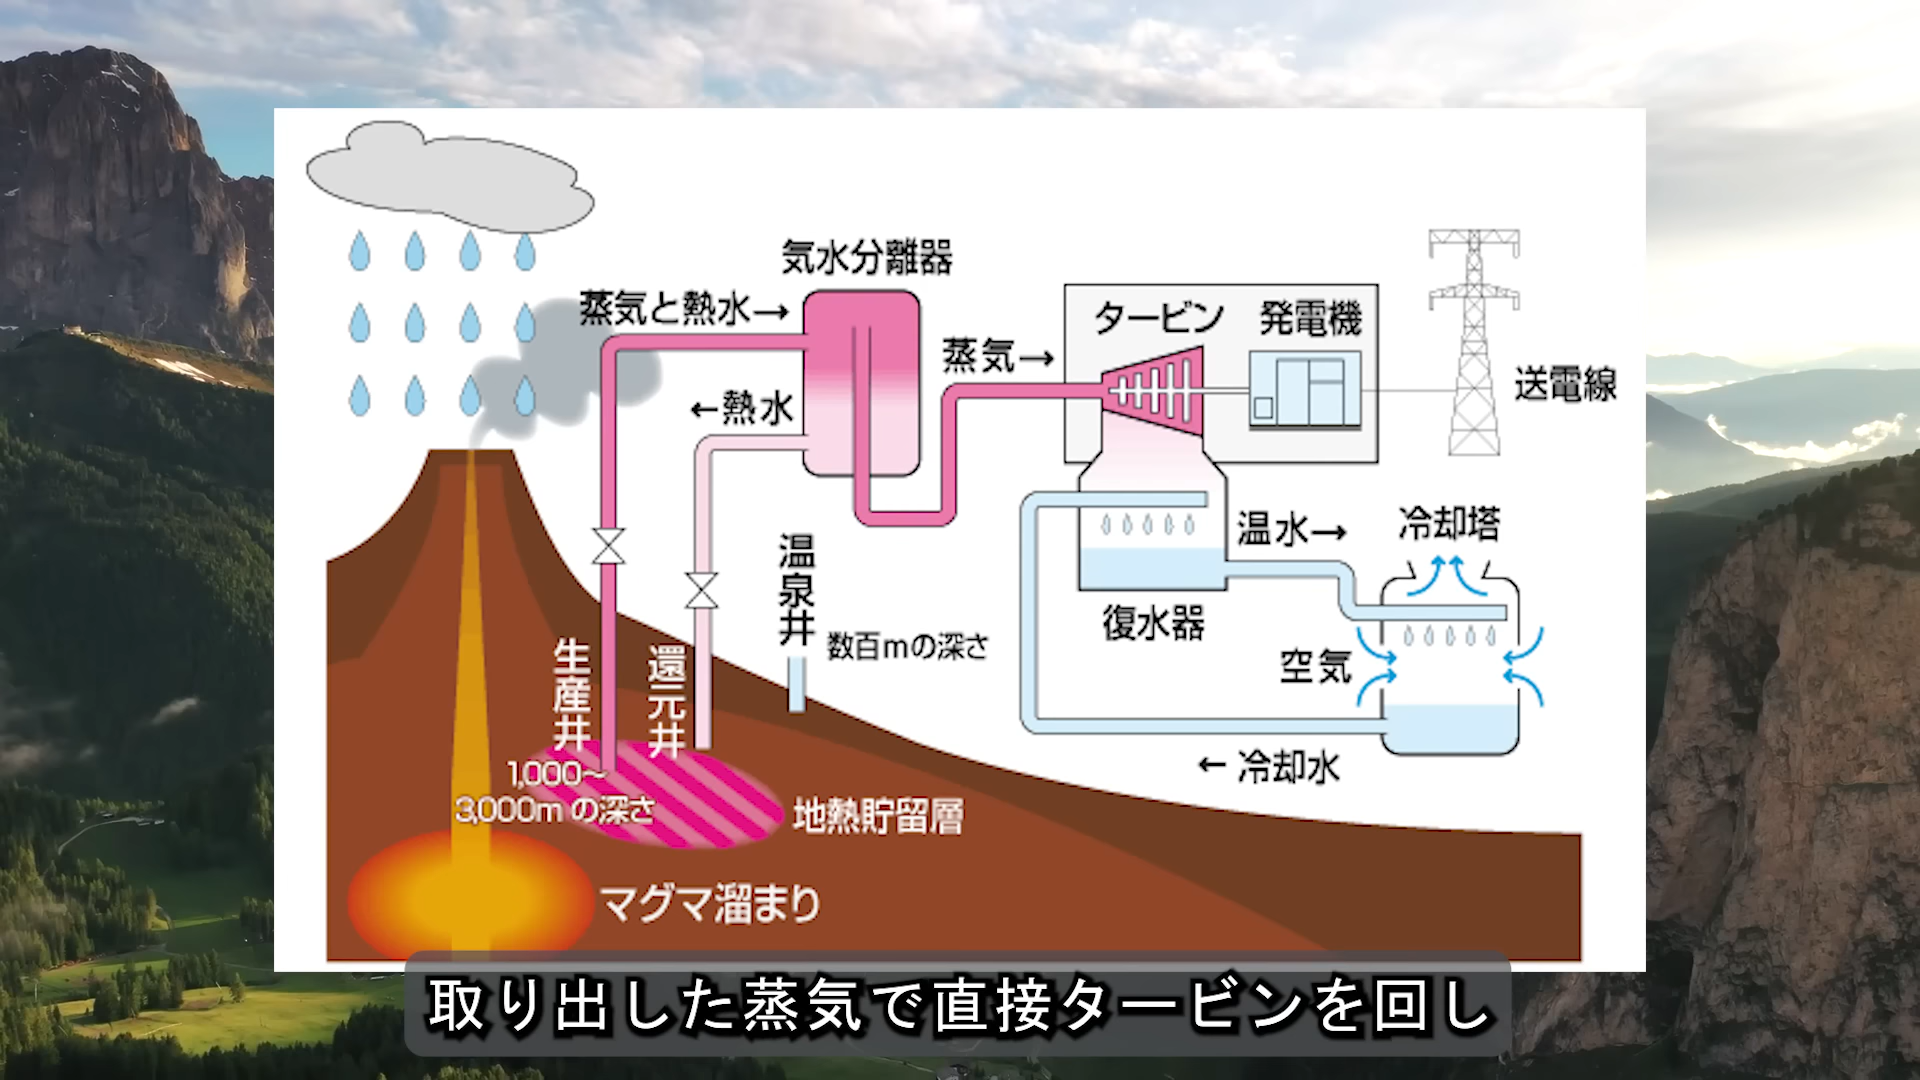 気水分離器
蒸気と熱水→
蒸気→
タービン
発電機
送電線
←熱水
温泉井
数百mの深さ
温水→
冷却塔
復水器
空気
←冷却水
生産井
還元井
1,000～
3,000mの深さ
地熱貯留層
マグマ溜まり
取り出した蒸気で直接タービンを回し